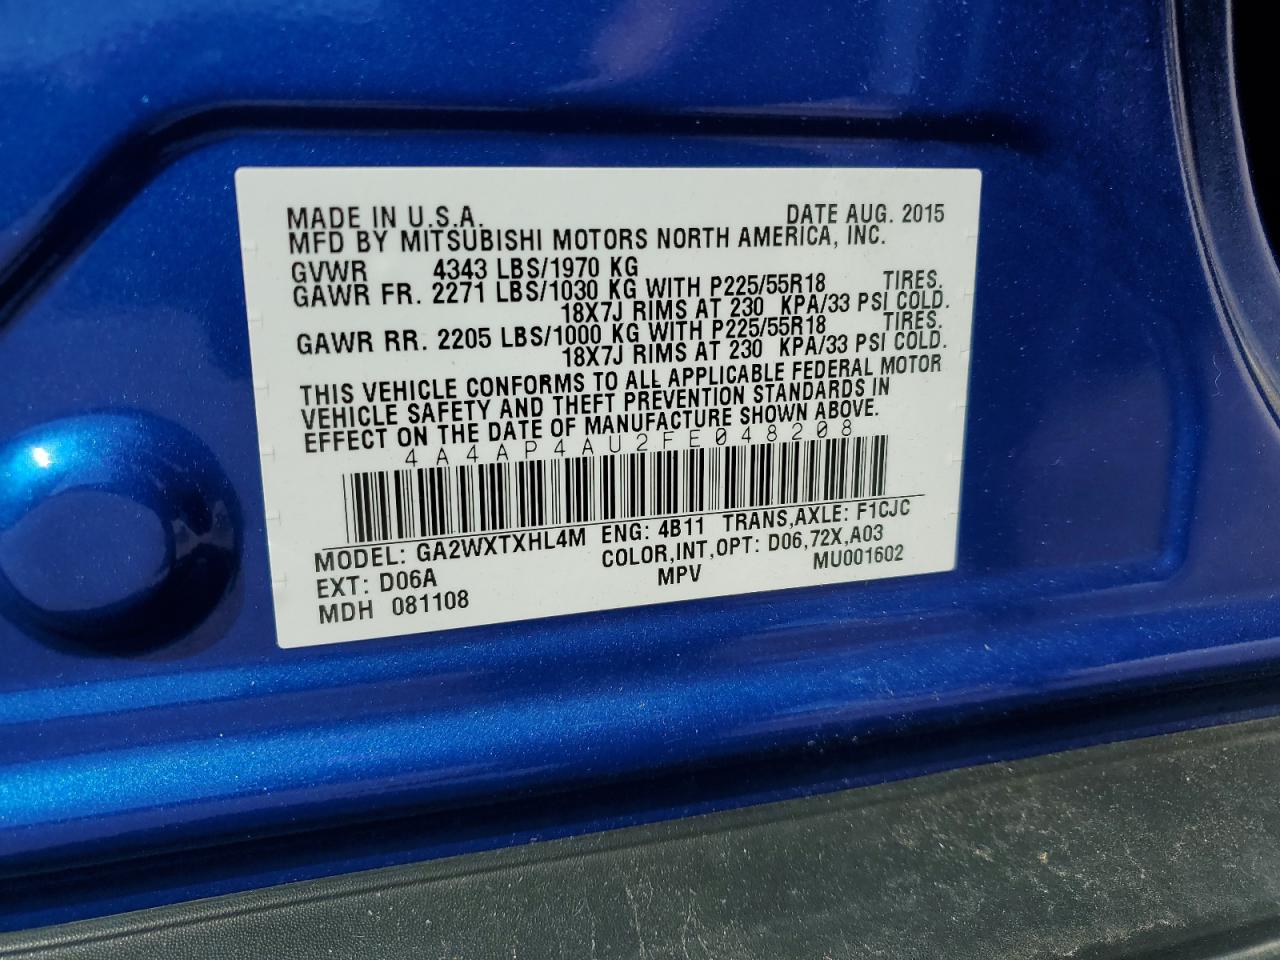 MADE IN U.S.A. DATE AUG. 2015
MFD BY MITSUBISHI MOTORS NORTH AMERICA, INC.
GVWR 4343 LBS/1970 KG
GAWR FR. 2271 LBS/1030 KG WITH P225/55R18 TIRES.
18X7J RIMS AT 230 KPA/33 PSI COLD.
GAWR RR. 2205 LBS/1000 KG WITH P225/55R18 TIRES.
18X7J RIMS AT 230 KPA/33 PSI COLD.
THIS VEHICLE CONFORMS TO ALL APPLICABLE FEDERAL MOTOR
VEHICLE SAFETY AND THEFT PREVENTION STANDARDS IN
EFFECT ON THE DATE OF MANUFACTURE SHOWN ABOVE.
4A4AP4AU2FE048208
MODEL: GA2WXTXHL4M ENG: 4B11 TRANS,AXLE: F1CJC
EXT: D06A COLOR,INT,OPT: D06,72X,A03
MDH 081108 MPV MU001602